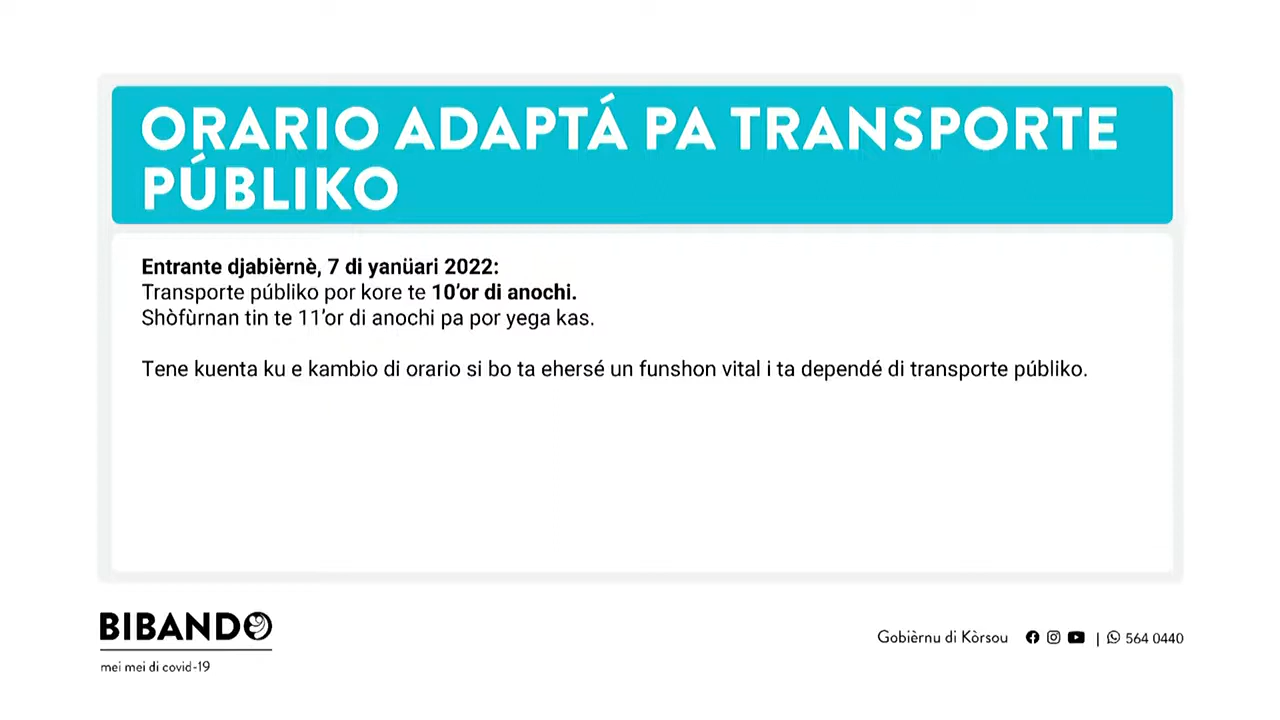 ORARIO ADAPTÁ PA TRANSPORTE
PÚBLIKO
Entrante djabièrnè, 7 di yanüari 2022:
Transporte públiko por kore te 10’or di anochi.
Shòfùrnan tin te 11’or di anochi pa por yega kas.
Tene kuenta ku e kambio di orario si bo ta ehersé un funshon vital i ta dependé di transporte públiko.
BIBANDO
mei mei di covid-19
Gobièrnu di Kòrsou | 564 0440